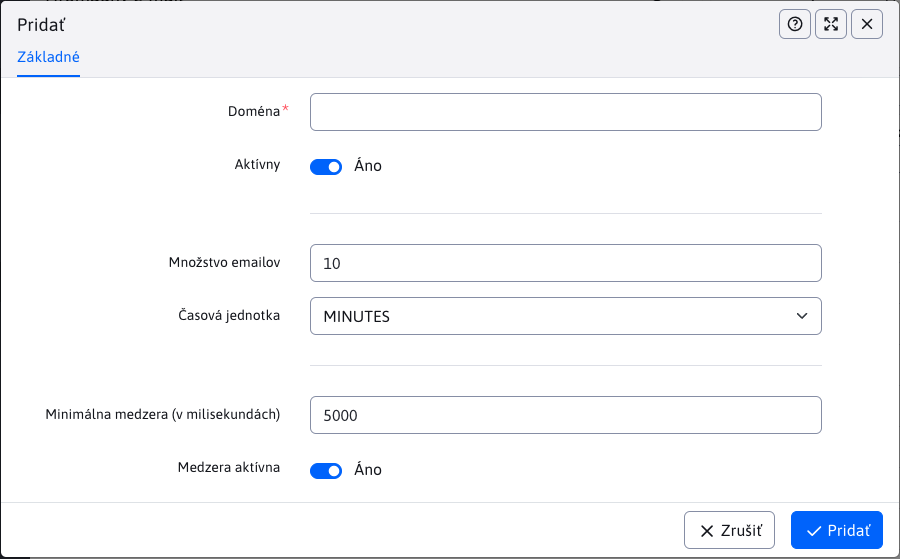 Pridať
Základné
Doména*
Aktívny
Áno
Množstvo emailov
10
Časová jednotka
MINUTES
Minimálna medzera (v milisekundách)
5000
Medzera aktívna
Áno
Zrušiť
Pridať